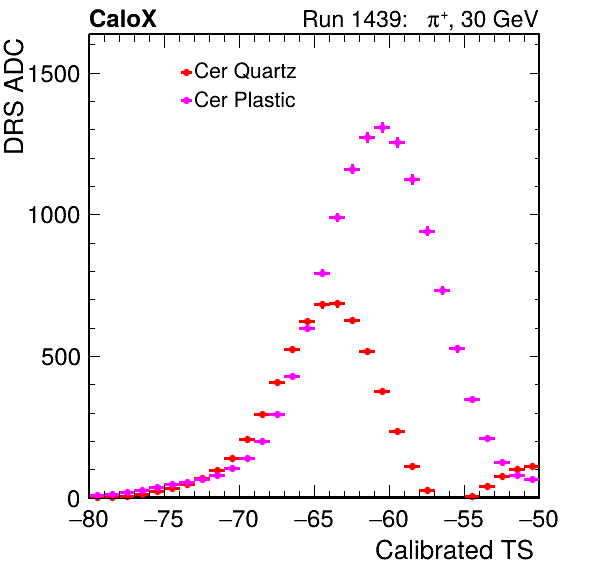 CaloX Run 1439: π+, 30 GeV
DRS ADC
Cer Quartz
Cer Plastic
1500
1000
500
0
−80 −75 −70 −65 −60 −55 −50
Calibrated TS